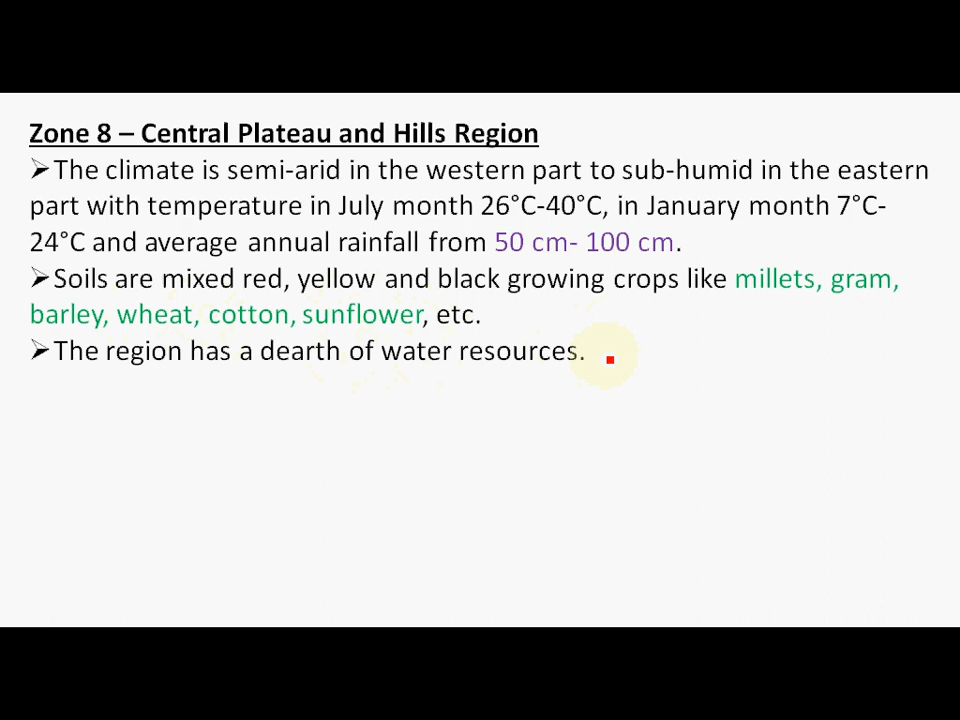 Zone 8 – Central Plateau and Hills Region
➢The climate is semi-arid in the western part to sub-humid in the eastern
part with temperature in July month 26°C-40°C, in January month 7°C-
24°C and average annual rainfall from 50 cm- 100 cm.
➢Soils are mixed red, yellow and black growing crops like millets, gram,
barley, wheat, cotton, sunflower, etc.
➢The region has a dearth of water resources.